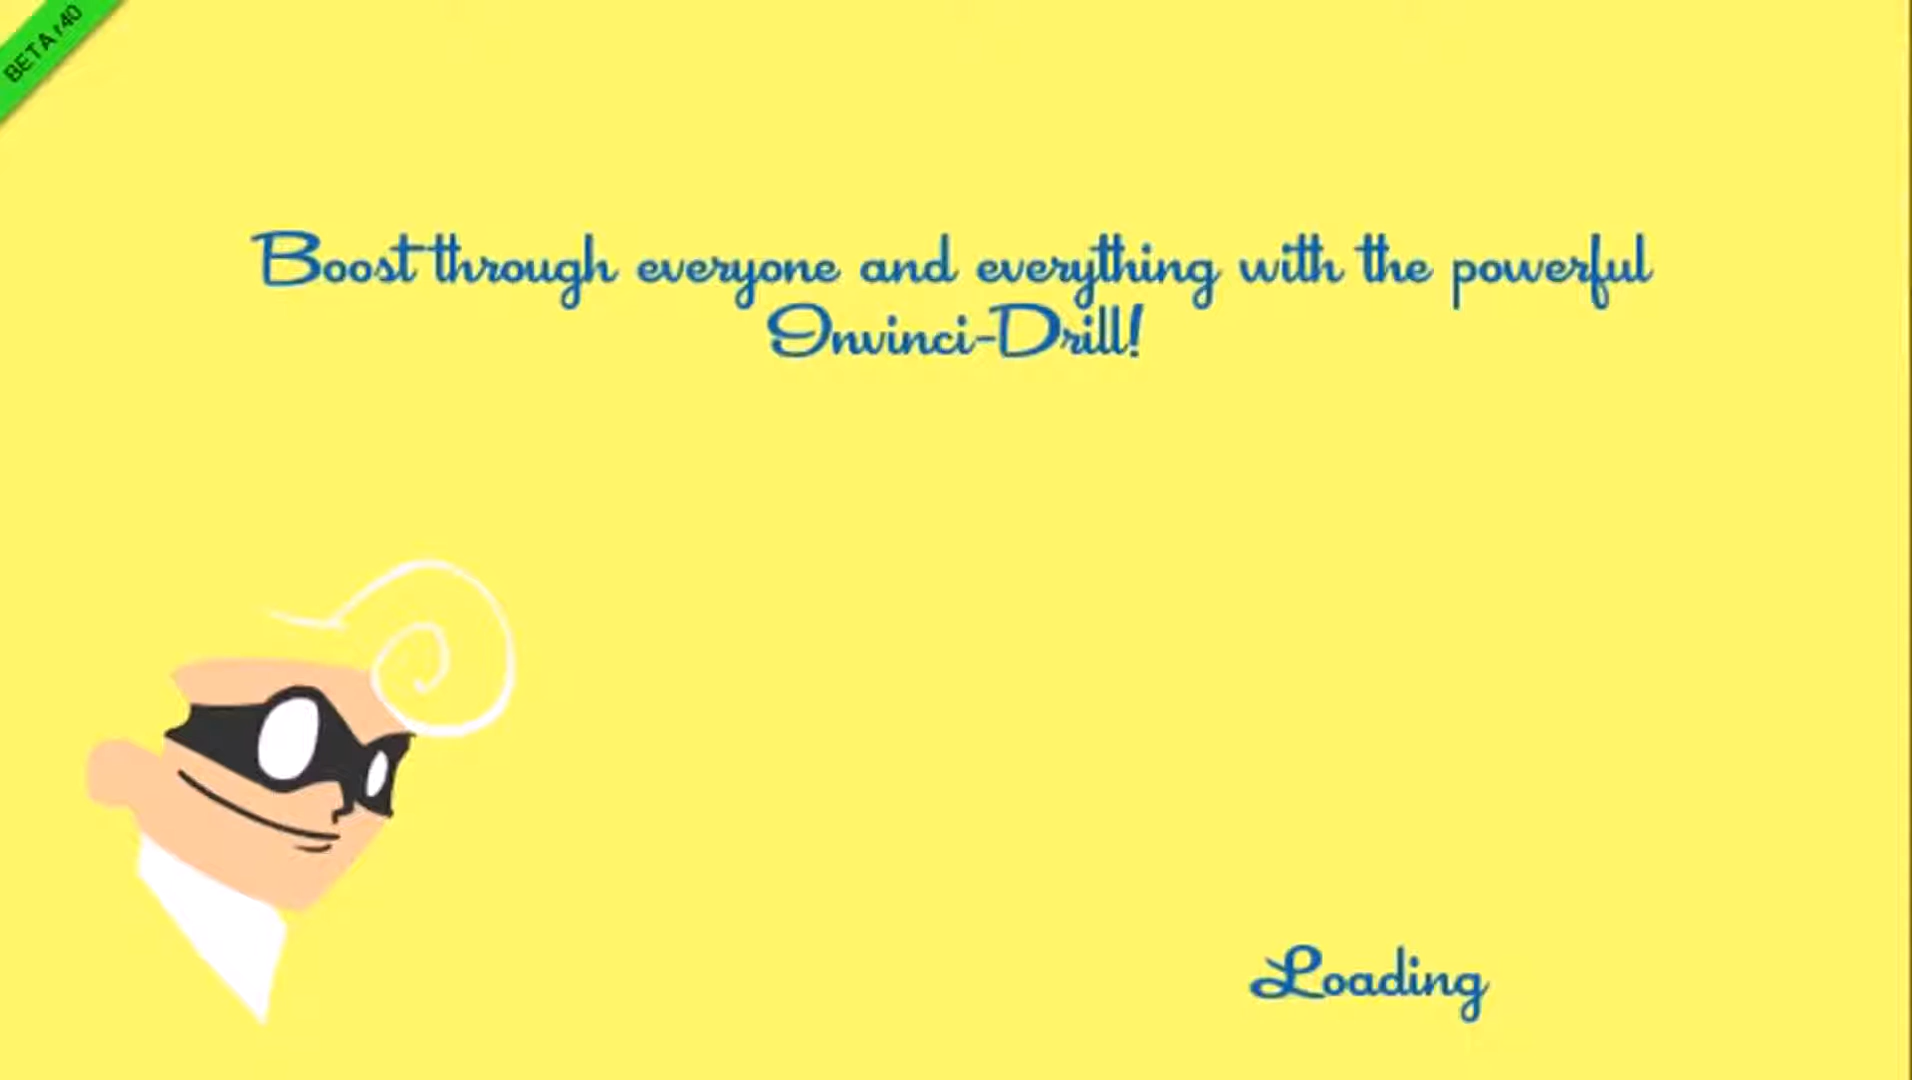 BETA r40
Boost through everyone and everything with the powerful
Invinci-Drill!
Loading